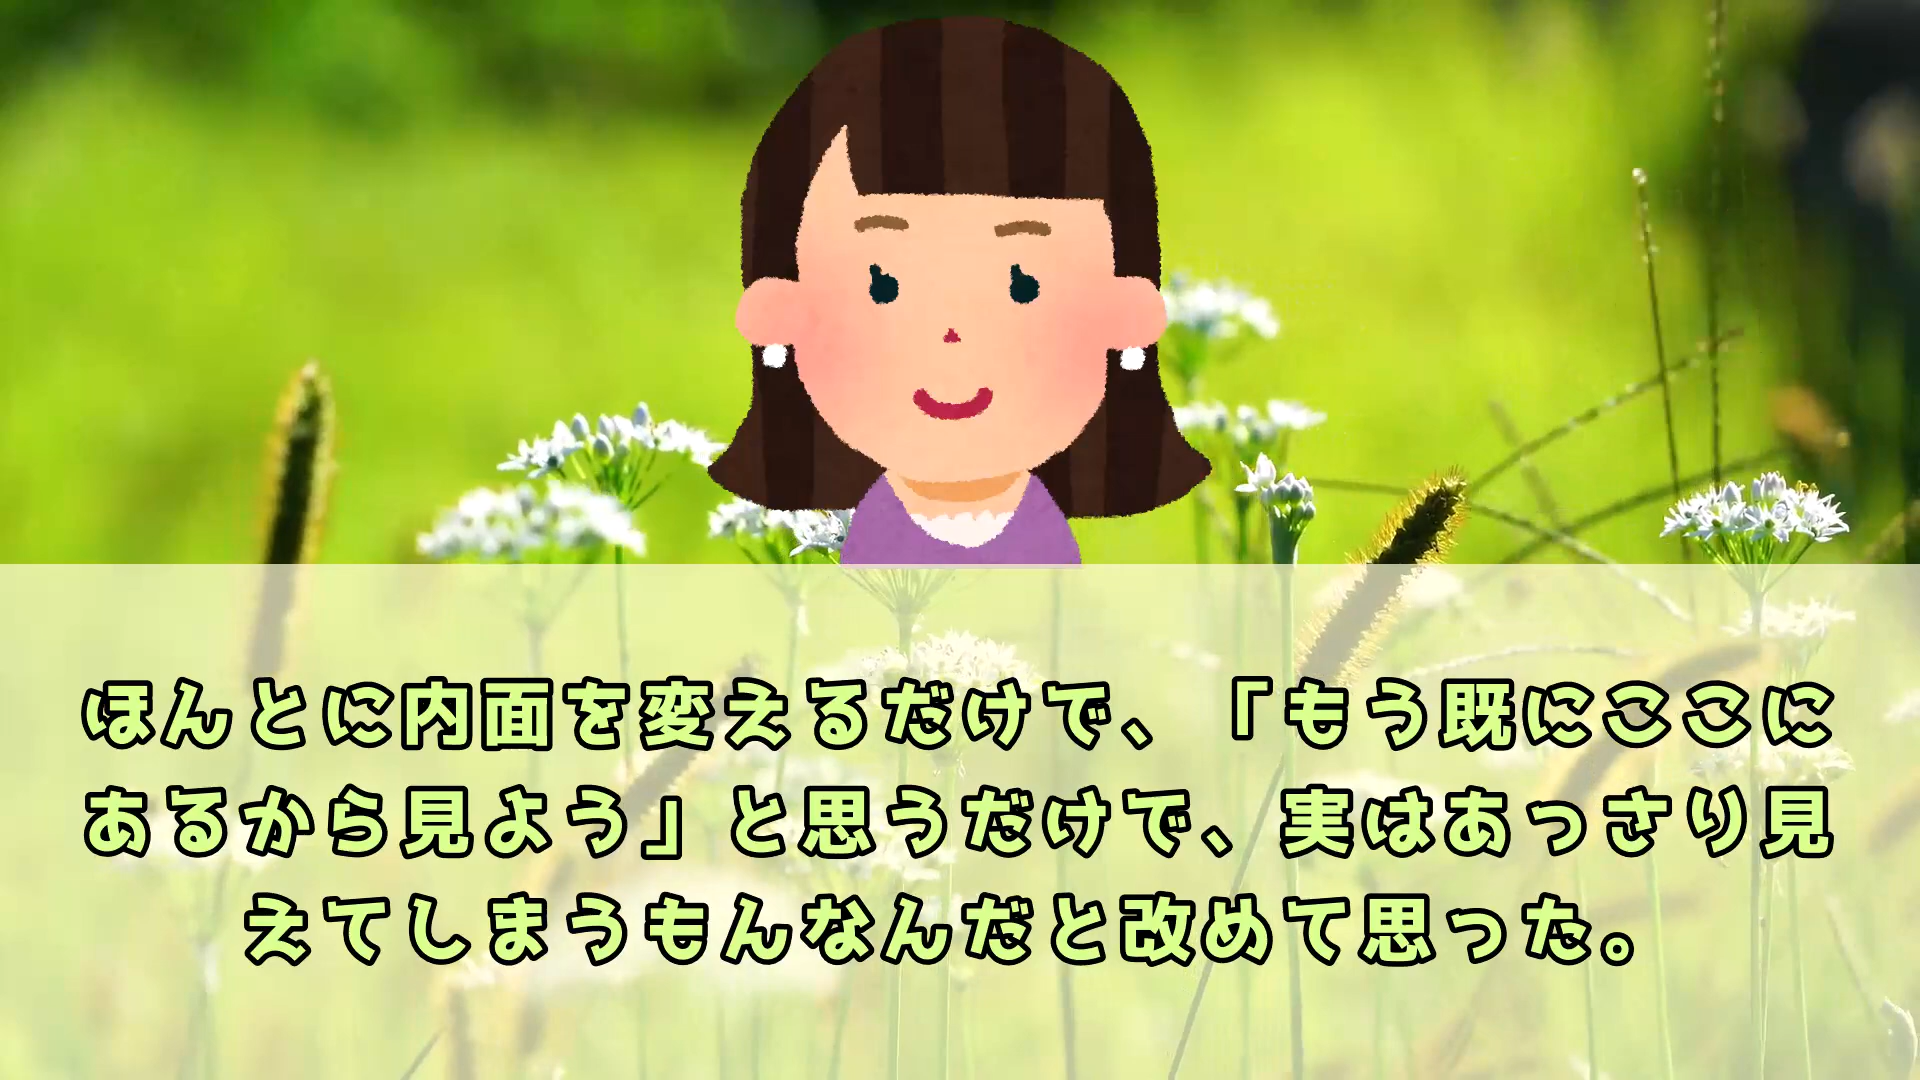 ほんとに内面を変えるだけで、「もう既にここに
あるから見よう」と思うだけで、実はあっさり見
えてしまうもんなんだと改めて思った。